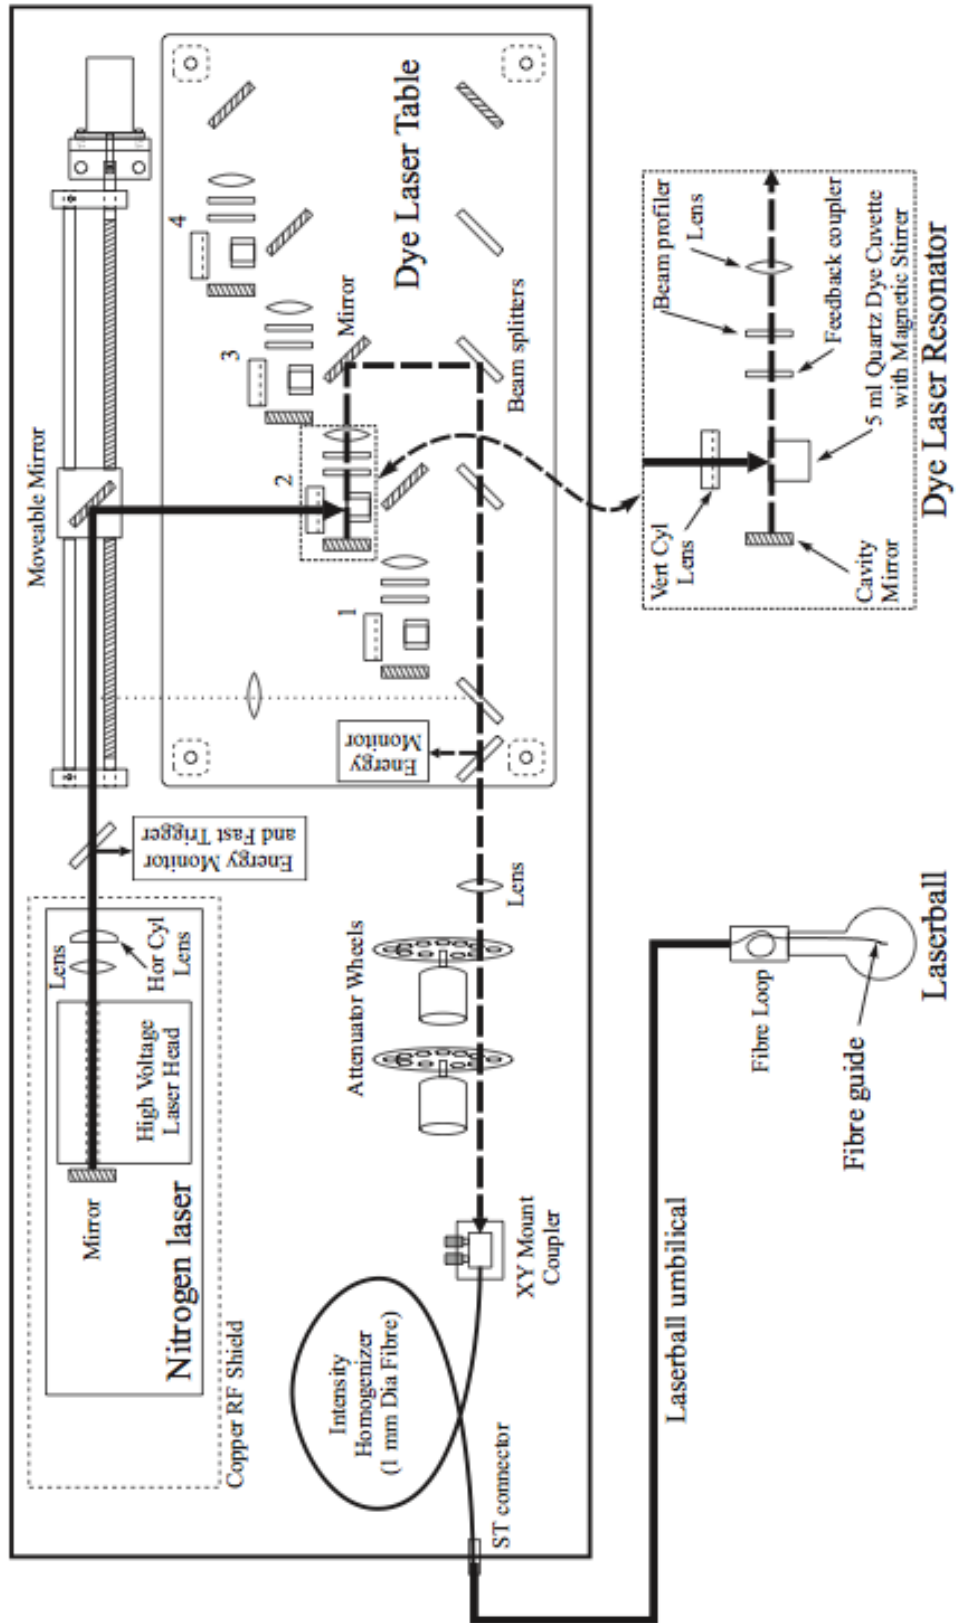 Nitrogen laser
Copper RF Shield
Mirror
High Voltage
Laser Head
Lens
Hor Cyl
Lens
Energy Monitor
and Fast Trigger
Moveable Mirror
Dye Laser Table
1
2
3
4
Mirror
Beam splitters
Energy
Monitor
Lens
Attenuator Wheels
XY Mount
Coupler
Intensity
Homogenizer
(1 mm Dia Fibre)
ST connector
Laserball umbilical
Fibre Loop
Fibre guide
Laserball
Vert Cyl
Lens
Cavity
Mirror
Beam profiler
Lens
Feedback coupler
5 ml Quartz Dye Cuvette
with Magnetic Stirrer
Dye Laser Resonator